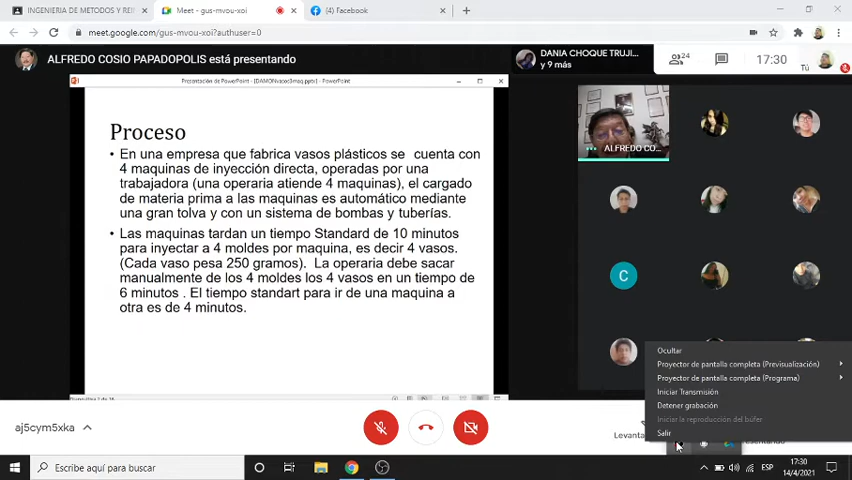 INGENIERIA DE METODOS Y REIN
Meet - gus-mvou-xoi
Facebook
meet.google.com/gus-mvou-xoi?authuser=0
ALFREDO COSIO PAPADOPOLIS está presentando
DANIA CHOQUE TRUJI...
y 9 más
24
17:30
Tú
Presentación de PowerPoint - [DAMONvasoc8maq.pptx] - PowerPoint
Proceso
• En una empresa que fabrica vasos plásticos se cuenta con
4 maquinas de inyección directa, operadas por una
trabajadora (una operaria atiende 4 maquinas), el cargado
de materia prima a las maquinas es automático mediante
una gran tolva y con un sistema de bombas y tuberías.
• Las maquinas tardan un tiempo Standard de 10 minutos
para inyectar a 4 moldes por maquina, es decir 4 vasos.
(Cada vaso pesa 250 gramos). La operaria debe sacar
manualmente de los 4 moldes los 4 vasos en un tiempo de
6 minutos . El tiempo standart para ir de una maquina a
otra es de 4 minutos.
ALFREDO CO...
C
Ocultar
Proyector de pantalla completa (Previsualización)
Proyector de pantalla completa (Programa)
Iniciar Transmisión
Detener grabación
Iniciar la reproducción del búfer
Salir
aj5cym5xka
Levanta
Escribe aquí para buscar
ESP
17:30
14/4/2021